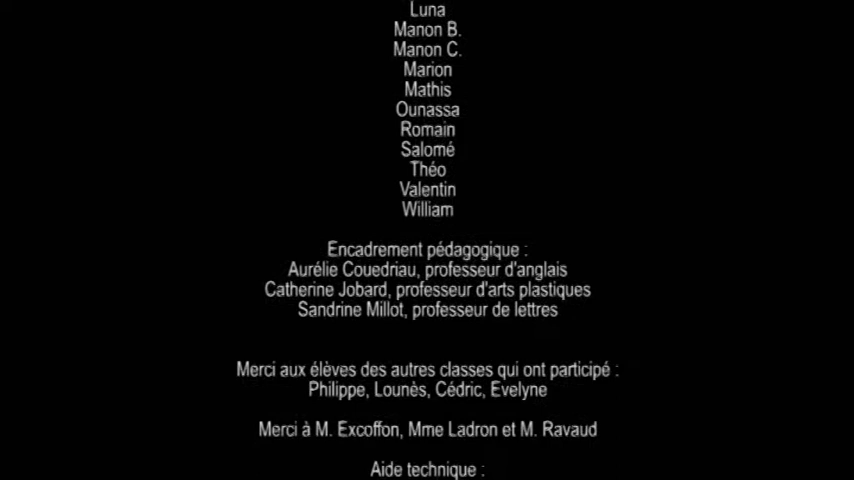 Luna
Manon B.
Manon C.
Marion
Mathis
Ounassa
Romain
Salomé
Théo
Valentin
William
Encadrement pédagogique :
Aurélie Couedriau, professeur d'anglais
Catherine Jobard, professeur d'arts plastiques
Sandrine Millot, professeur de lettres
Merci aux élèves des autres classes qui ont participé :
Philippe, Lounès, Cédric, Evelyne
Merci à M. Excoffon, Mme Ladron et M. Ravaud
Aide technique :